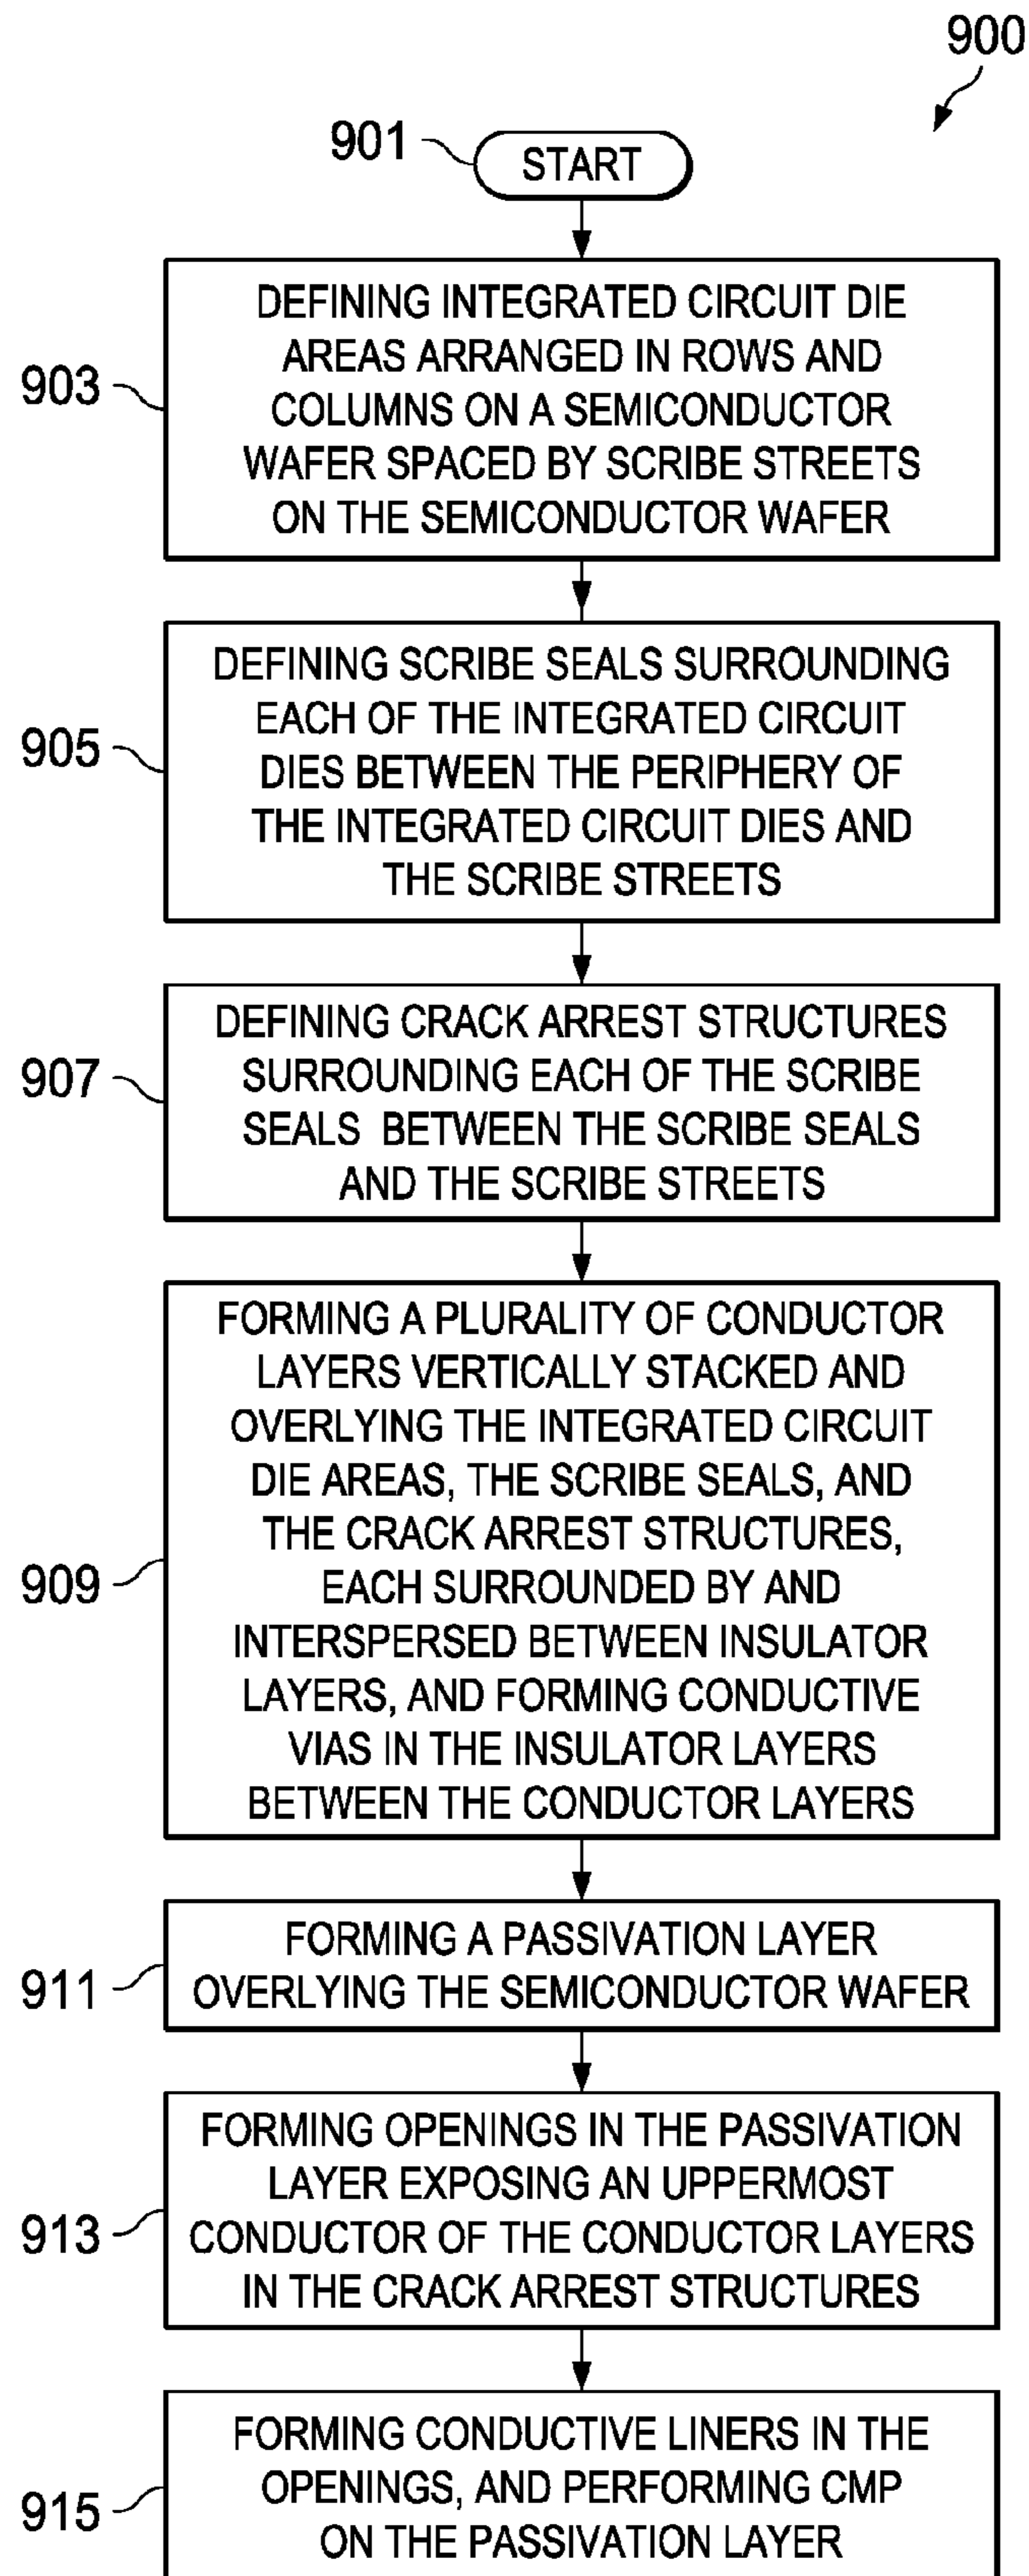 900
901
START
903
DEFINING INTEGRATED CIRCUIT DIE
AREAS ARRANGED IN ROWS AND
COLUMNS ON A SEMICONDUCTOR
WAFER SPACED BY SCRIBE STREETS
ON THE SEMICONDUCTOR WAFER
905
DEFINING SCRIBE SEALS SURROUNDING
EACH OF THE INTEGRATED CIRCUIT
DIES BETWEEN THE PERIPHERY OF
THE INTEGRATED CIRCUIT DIES AND
THE SCRIBE STREETS
907
DEFINING CRACK ARREST STRUCTURES
SURROUNDING EACH OF THE SCRIBE
SEALS BETWEEN THE SCRIBE SEALS
AND THE SCRIBE STREETS
909
FORMING A PLURALITY OF CONDUCTOR
LAYERS VERTICALLY STACKED AND
OVERLYING THE INTEGRATED CIRCUIT
DIE AREAS, THE SCRIBE SEALS, AND
THE CRACK ARREST STRUCTURES,
EACH SURROUNDED BY AND
INTERSPERSED BETWEEN INSULATOR
LAYERS, AND FORMING CONDUCTIVE
VIAS IN THE INSULATOR LAYERS
BETWEEN THE CONDUCTOR LAYERS
911
FORMING A PASSIVATION LAYER
OVERLYING THE SEMICONDUCTOR WAFER
913
FORMING OPENINGS IN THE PASSIVATION
LAYER EXPOSING AN UPPERMOST
CONDUCTOR OF THE CONDUCTOR LAYERS
IN THE CRACK ARREST STRUCTURES
915
FORMING CONDUCTIVE LINERS IN THE
OPENINGS, AND PERFORMING CMP
ON THE PASSIVATION LAYER